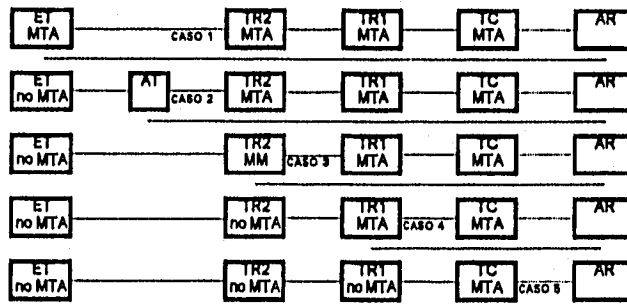 ET TR2 TR1 TC AR
MTA CASO 1 MTA MTA MTA
ET AT TR2 TR1 TC AR
no MTA CASO 2 MTA MTA MTA
ET TR2 TR1 TC AR
no MTA MM CASO 3 MTA MTA
ET TR2 TR1 TC AR
no MTA no MTA MTA CASO 4 MTA
ET TR2 TR1 TC AR
no MTA no MTA no MTA MTA CASO 5